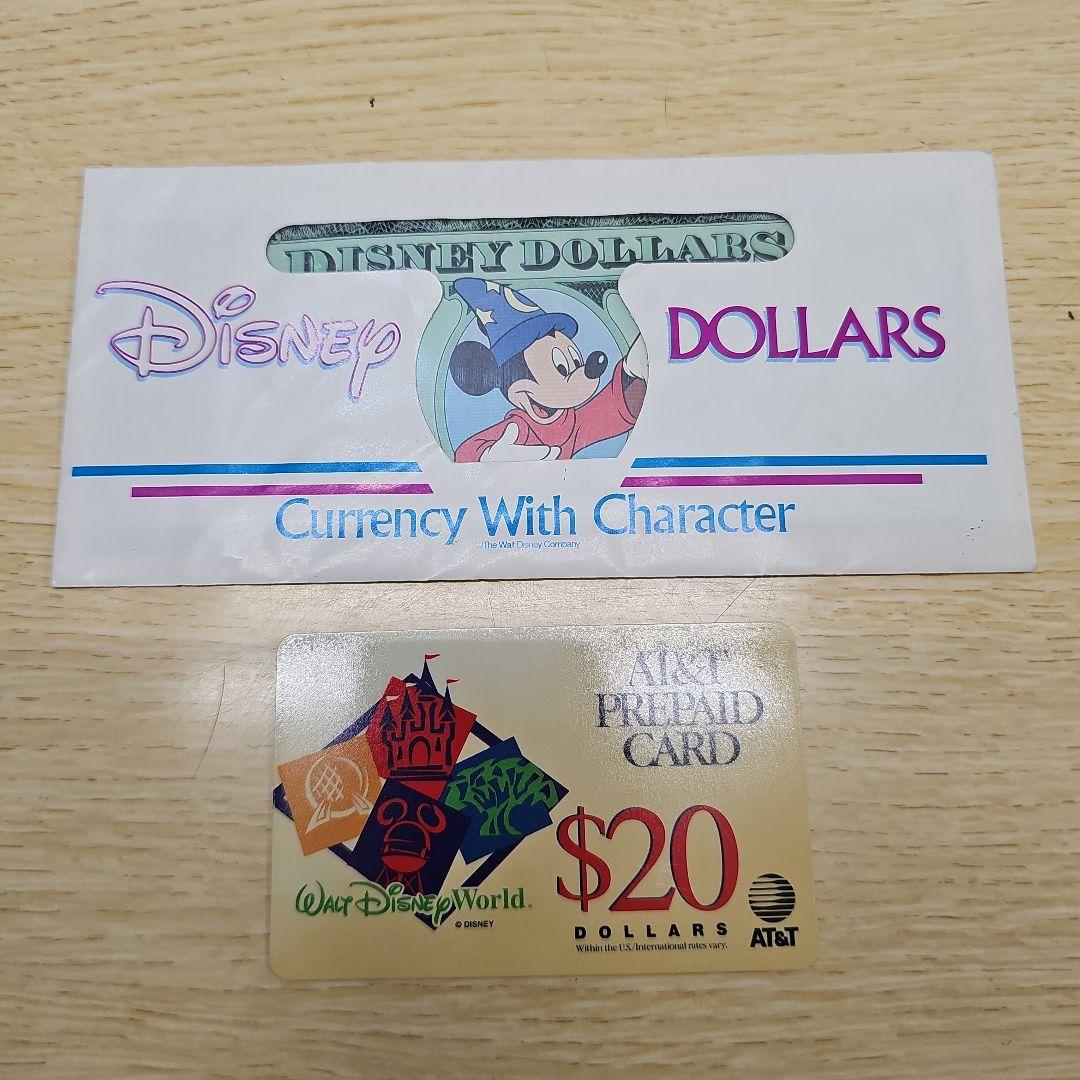 DISNEY DOLLARS
Disney DOLLARS
Currency With Character
©The Walt Disney Company
AT&T
PREPAID
CARD
$20
DOLLARS
Within the U.S./International rates vary.
AT&T
Walt Disney World
© DISNEY